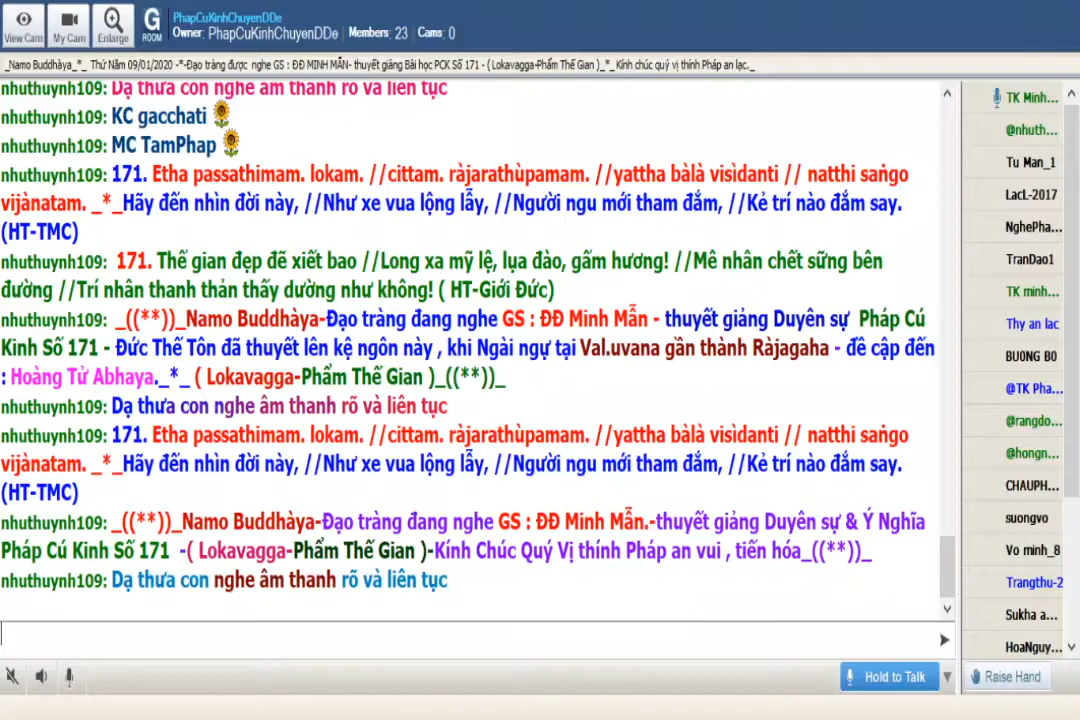 PhapCuKinhChuyenDDe
View Cam My Cam Enlarge G ROOM Owner: PhapCuKinhChuyenDDe Members: 23 Cams: 0
_Namo Buddhàya_*_ Thứ Năm 09/01/2020 -*-Đạo tràng được nghe GS : ĐĐ MINH MẪN- thuyết giảng Bài học PCK Số 171 - ( Lokavagga-Phẩm Thế Gian )_*_Kính chúc quý vị thính Pháp an lạc._
nhuthuynh109: Dạ thưa con nghe âm thanh rõ và liên tục
nhuthuynh109: KC gacchati
nhuthuynh109: MC TamPhap
nhuthuynh109: 171. Etha passathimam. lokam. //cittam. ràjarathùpamam. //yattha bàlà visìdanti // natthi saṅgo
vijànatam. _*_Hãy đến nhìn đời này, //Như xe vua lộng lẫy, //Người ngu mới tham đắm, //Kẻ trí nào đắm say.
(HT-TMC)
nhuthuynh109: 171. Thế gian đẹp đẽ xiết bao //Long xa mỹ lệ, lụa đào, gấm hương! //Mê nhân chết sững bên
đường //Trí nhân thanh thản thấy dường như không! ( HT-Giới Đức)
nhuthuynh109: _((**))_Namo Buddhàya-Đạo tràng đang nghe GS : ĐĐ Minh Mẫn - thuyết giảng Duyên sự Pháp Cú
Kinh Số 171 - Đức Thế Tôn đã thuyết lên kệ ngôn này , khi Ngài ngự tại Val.uvana gần thành Ràjagaha - đề cập đến
: Hoàng Tử Abhaya._*_ ( Lokavagga-Phẩm Thế Gian )_((**))_
nhuthuynh109: Dạ thưa con nghe âm thanh rõ và liên tục
nhuthuynh109: 171. Etha passathimam. lokam. //cittam. ràjarathùpamam. //yattha bàlà visìdanti // natthi saṅgo
vijànatam. _*_Hãy đến nhìn đời này, //Như xe vua lộng lẫy, //Người ngu mới tham đắm, //Kẻ trí nào đắm say.
(HT-TMC)
nhuthuynh109: _((**))_Namo Buddhàya-Đạo tràng đang nghe GS : ĐĐ Minh Mẫn.-thuyết giảng Duyên sự & Ý Nghĩa
Pháp Cú Kinh Số 171 -( Lokavagga-Phẩm Thế Gian )-Kính Chúc Quý Vị thính Pháp an vui , tiến hóa_((**))_
nhuthuynh109: Dạ thưa con nghe âm thanh rõ và liên tục
Hold to Talk
TK Minh...
@nhuth...
Tu Man_1
LacL-2017
NghePha...
TranDao1
TK minh...
Thy an lac
BUONG B0
@TK Pha...
@rangdo...
@hongn...
CHAUPH...
suongvo
Vo minh_8
Trangthu-2
Sukha a...
HoaNguy...
Raise Hand